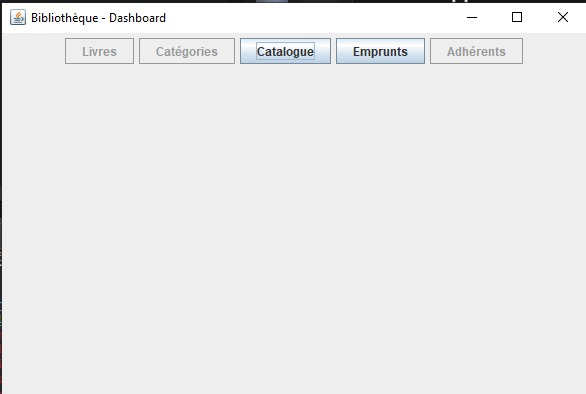 Bibliothèque - Dashboard
Livres Catégories Catalogue Emprunts Adhérents